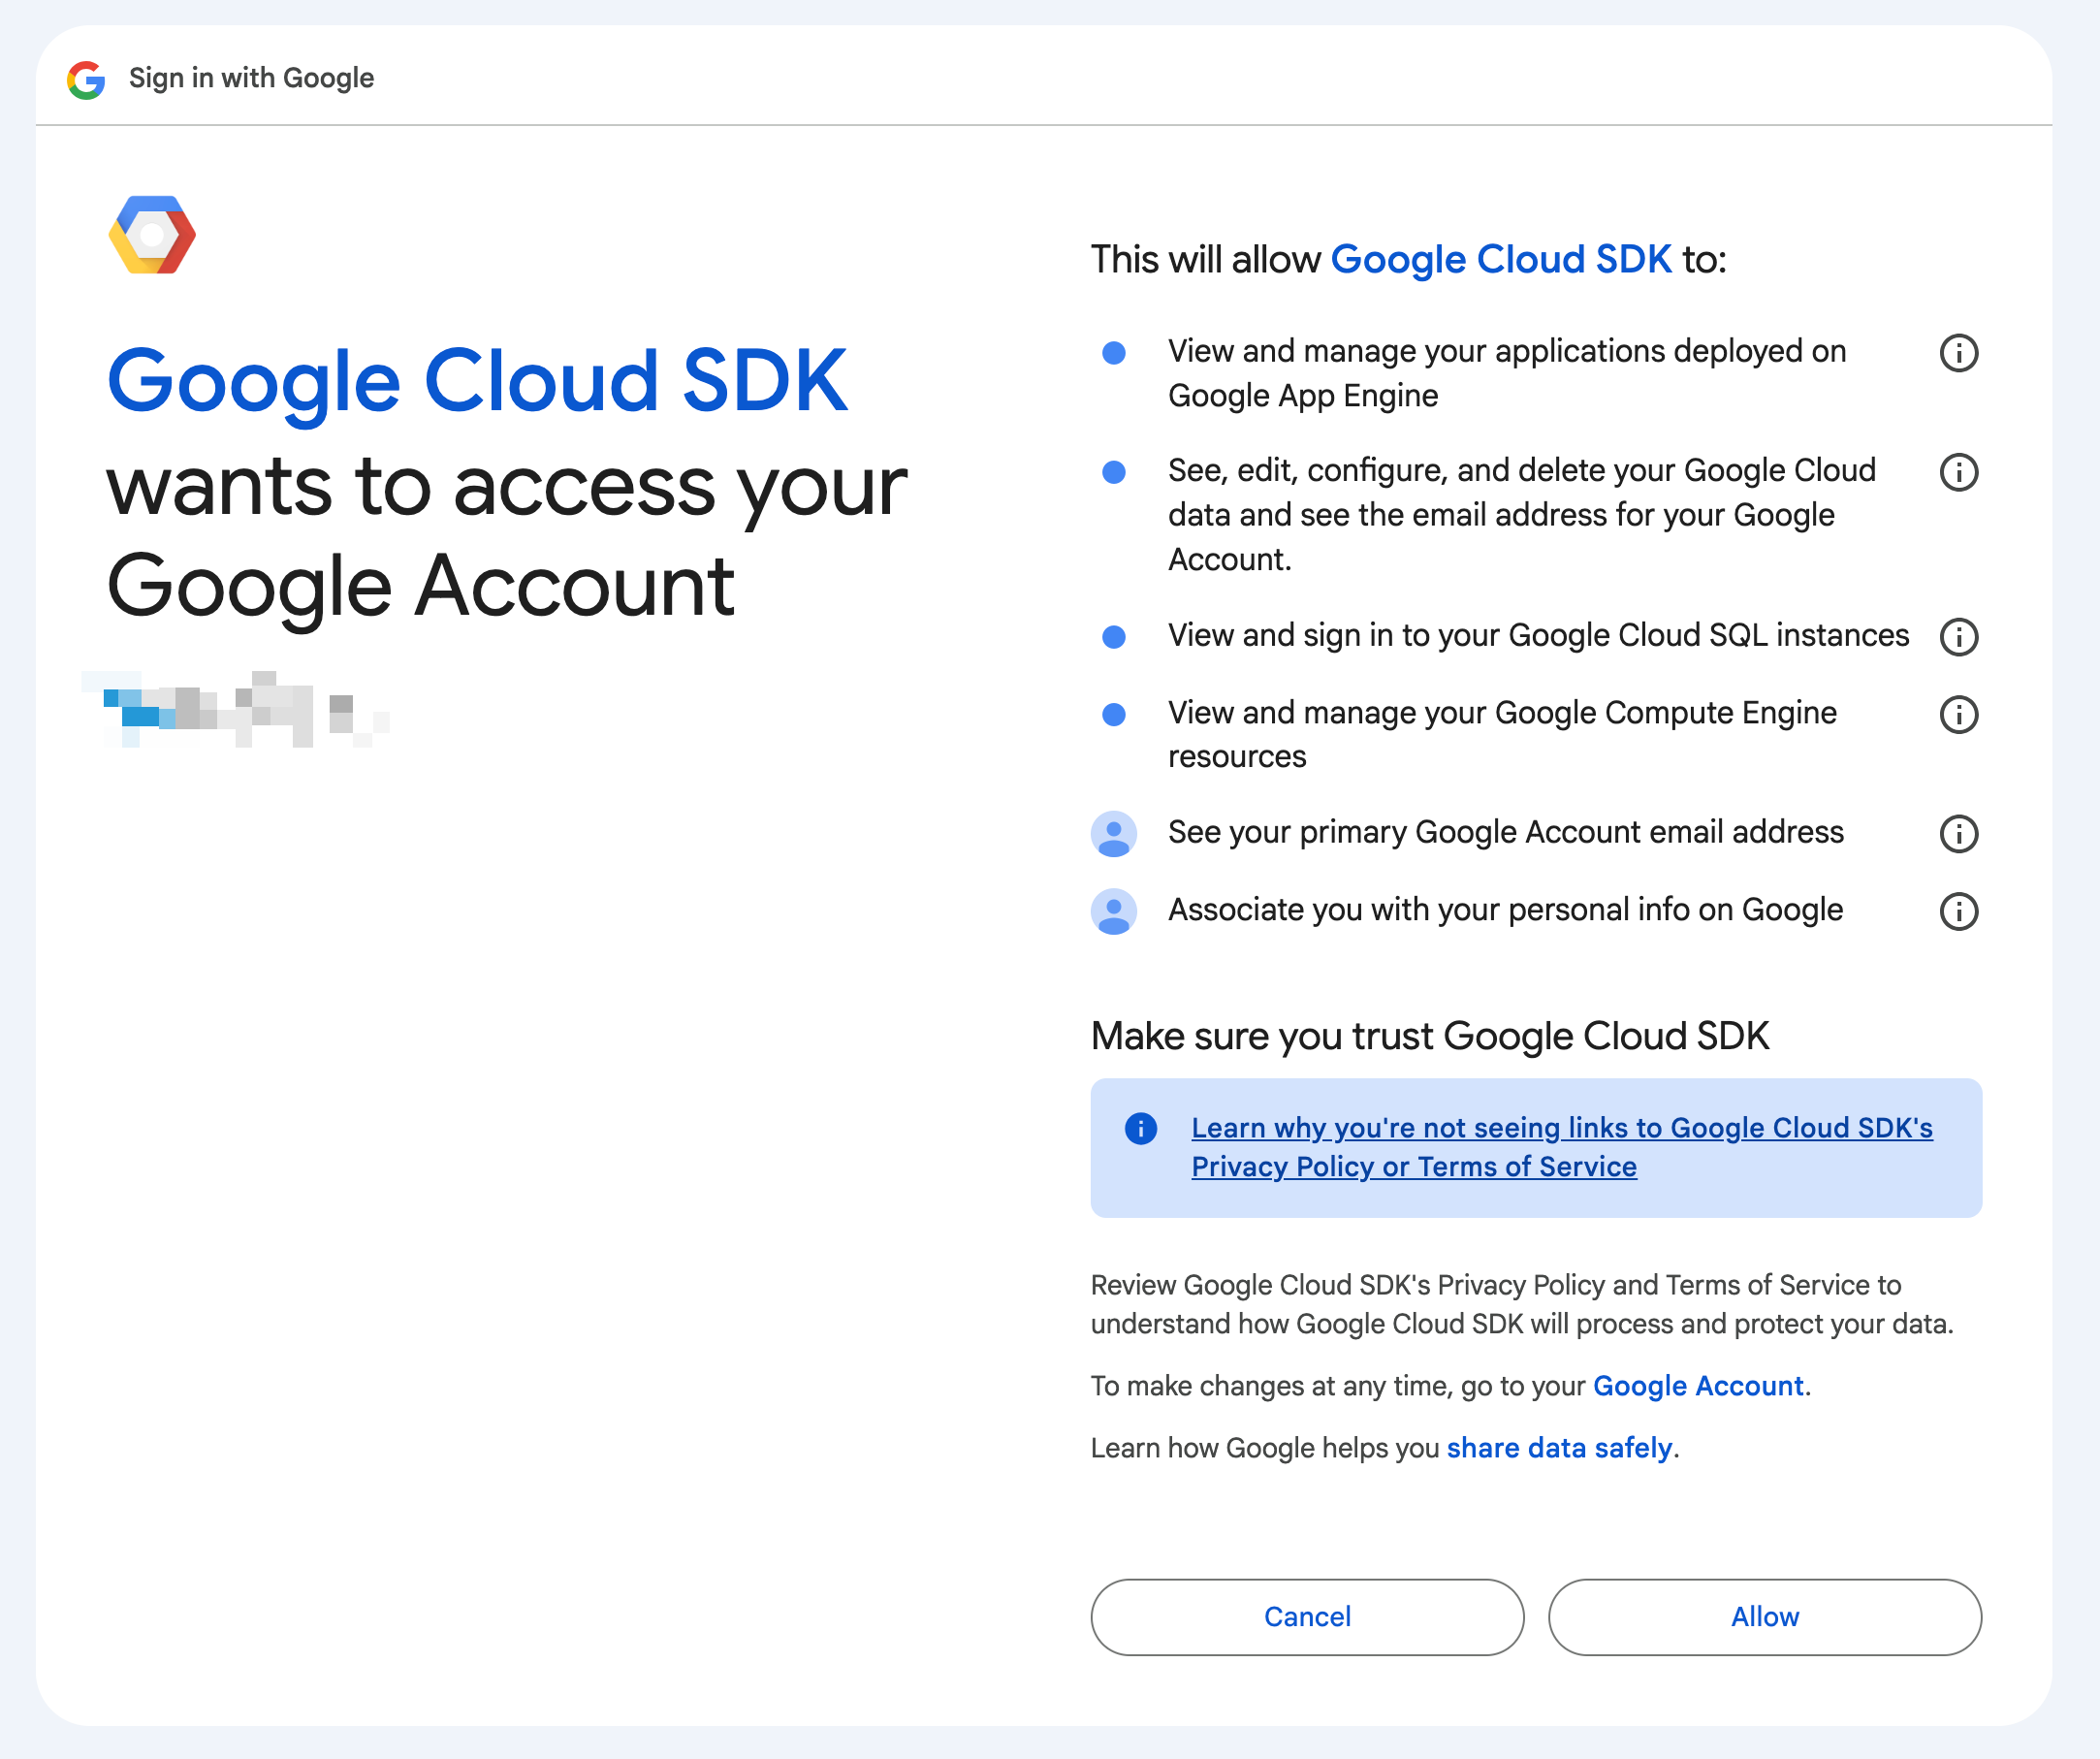 Sign in with Google
Google Cloud SDK
wants to access your
Google Account
This will allow Google Cloud SDK to:
View and manage your applications deployed on
Google App Engine
See, edit, configure, and delete your Google Cloud
data and see the email address for your Google
Account.
View and sign in to your Google Cloud SQL instances
View and manage your Google Compute Engine
resources
See your primary Google Account email address
Associate you with your personal info on Google
Make sure you trust Google Cloud SDK
Learn why you're not seeing links to Google Cloud SDK's
Privacy Policy or Terms of Service
Review Google Cloud SDK's Privacy Policy and Terms of Service to
understand how Google Cloud SDK will process and protect your data.
To make changes at any time, go to your Google Account.
Learn how Google helps you share data safely.
Cancel
Allow